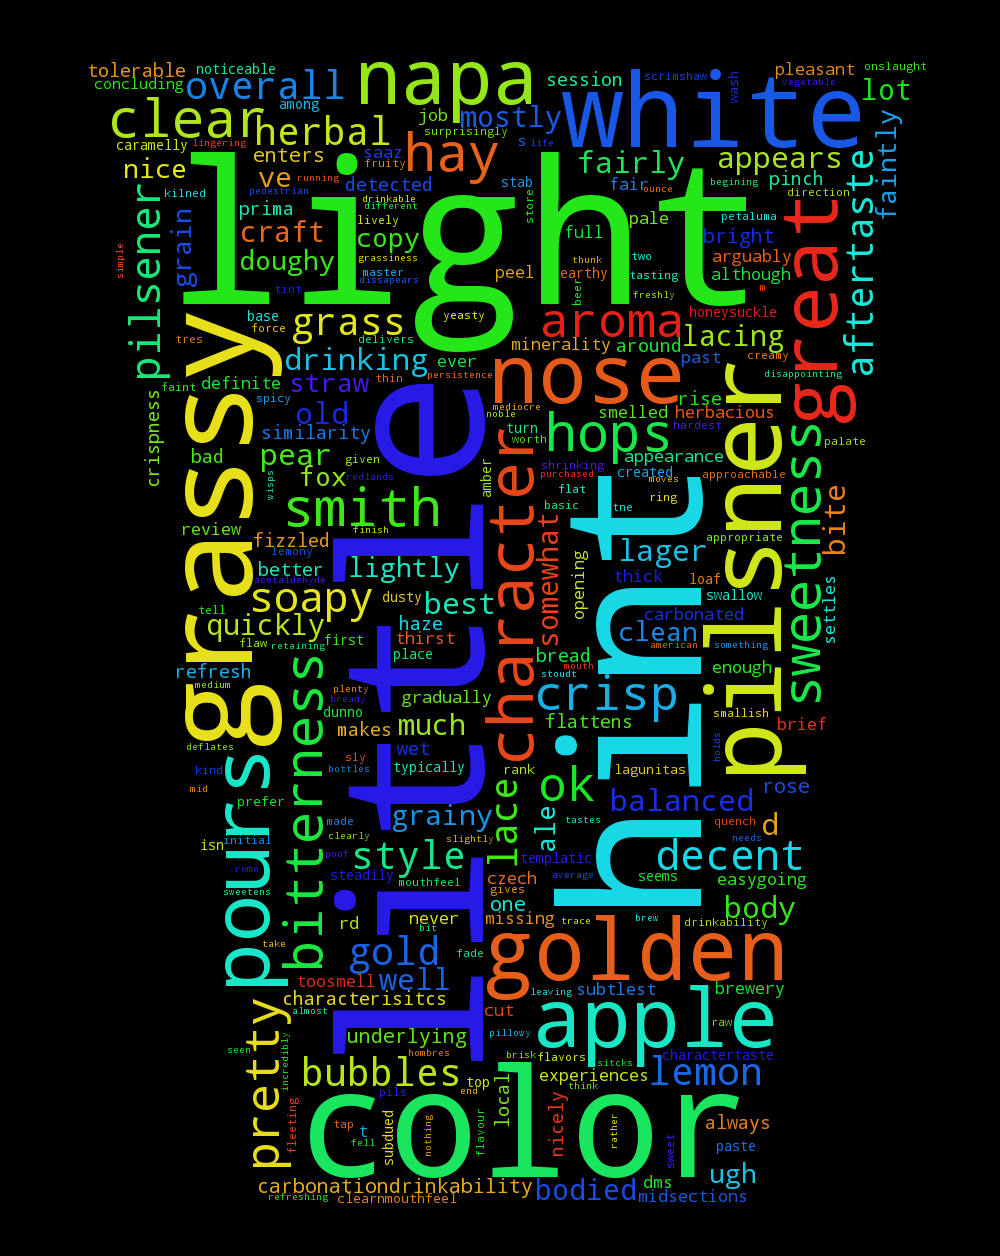 tolerable
noticeable
concluding
overall
among
napa
session
scrimshaw
wash
pleasant
vegetable
onslaught
white
lot
clear
herbal
job
mostly
surprisingly
s
life
caramelly
lingering
nice
enters
saaz
fruity
hay
fairly
appears
faintly
kilned
ve
running
pedestrian
detected
drinkable
stab
fair
ounce
begining
pinch
direction
aftertaste
pilsener
grain
prima
different
lively
light
store
pale
petaluma
great
craft
copy
grassiness
full
bright
simple
doughy
master
dissapears
peel
thunk
earthy
two
tasting
arguably
although
tint
beer
freshly
m
base
force
grass
yeasty
aroma
honeysuckle
tres
delivers
minerality
around
lacing
drinking
ever
past
creamy
faint
definite
straw
thin
persistence
nose
disappointing
crispness
spicy
old
noble
mediocre
smelled
rise
herbacious
similarity
turn
worth
hops
hardest
bad
pear
given
appearance
palate
grassy
wisps
fox
redlands
little
amber
shrinking
purchased
created
moves
approachable
smith
flat
ring
review
finish
basic
tne
hint
pilsner
sweetness
bite
fizzled
lemony
character
somewhat
lager
appropriate
better
lightly
acetaldehyde
opening
thick
loaf
soapy
dusty
best
swallow
settles
tell
quickly
haze
carbonated
flaw
retaining
first
thirst
clean
american
something
place
bread
mouth
stoudt
enough
refresh
medium
plenty
bready
gradually
crisp
dunno
makes
much
flattens
smallish
brief
deflates
wet
holds
kind
sly
bottles
typically
rank
lagunitas
mid
pours
bitterness
ok
balanced
rose
prefer
made
grainy
lace
ale
tastes
quench
d
isn
initial
clearly
slightly
needs
rome
poof
style
templatic
decent
steadily
average
sweetens
mouthfeel
czech
seems
easygoing
gives
one
body
rd
never
missing
trace
brew
drinkability
bit
take
gold
fade
golden
toosmell
well
leaving
subtlest
brewery
pretty
characterisitcs
almost
cut
apple
raw
underlying
pillowy
seen
incredibly
hombres
brisk
flavors
sitcks
charactertaste
bubbles
top
experiences
lemon
pils
end
local
think
fleeting
color
tap
t
fell
subdued
nothing
flavour
nicely
rather
sweet
always
paste
ugh
carbonationdrinkability
bodied
dms
refreshing
clearnmouthfeel
midsections